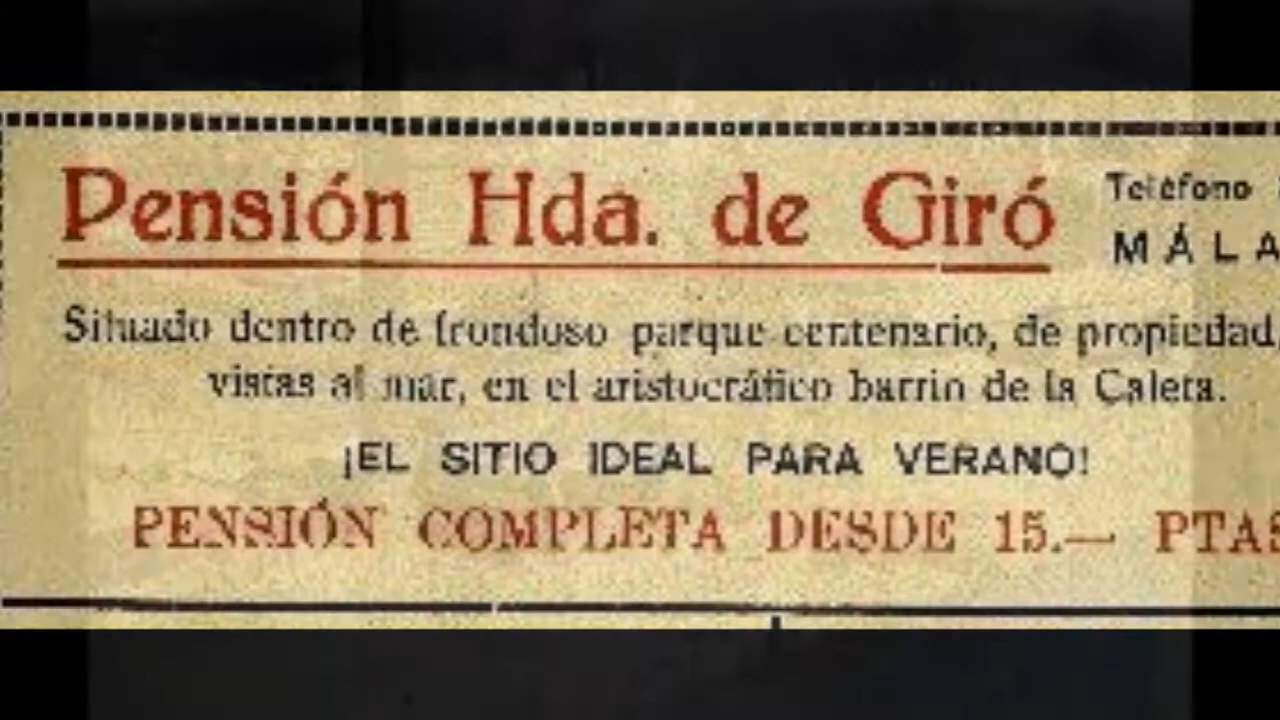 Pensión Hda. de Giró
Teléfono
MÁLA
Situado dentro de frondoso parque centenario, de propiedad,
vistas al mar, en el aristocrático barrio de la Caleta.
¡EL SITIO IDEAL PARA VERANO!
PENSIÓN COMPLETA DESDE 15.— PTAS